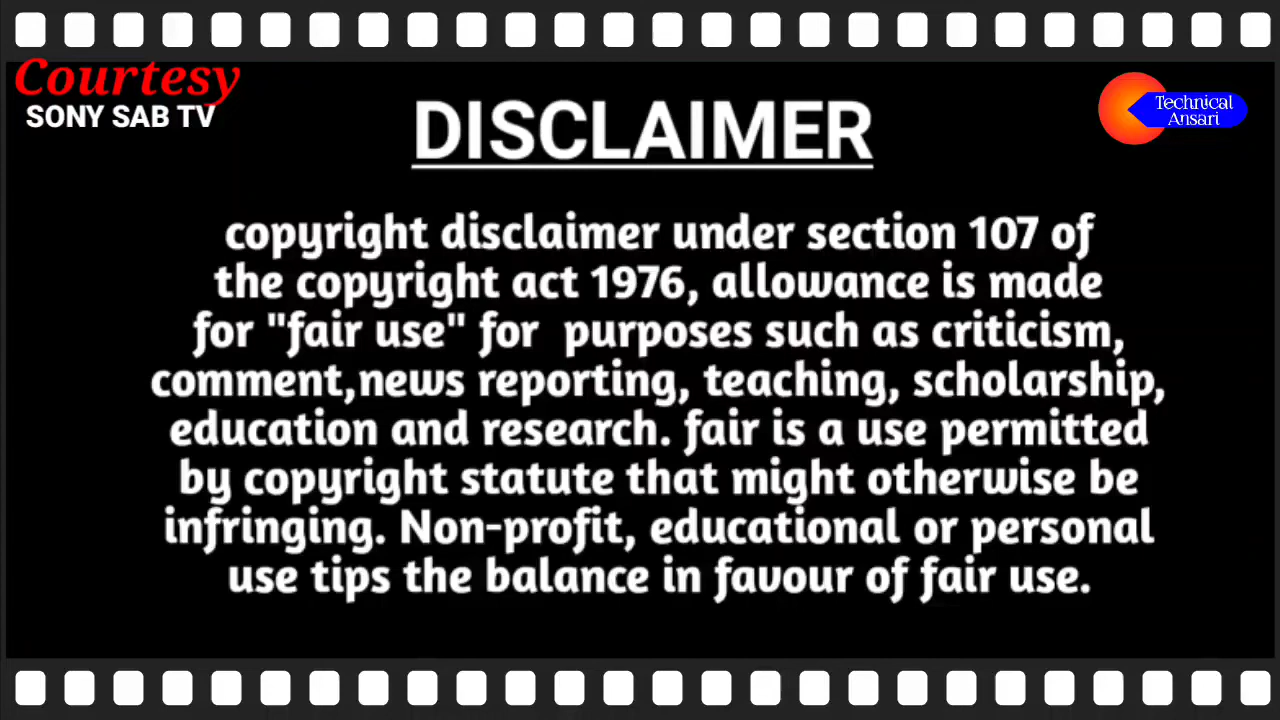 Courtesy
SONY SAB TV
Technical
Ansari
DISCLAIMER
copyright disclaimer under section 107 of
the copyright act 1976, allowance is made
for "fair use" for  purposes such as criticism,
comment,news reporting, teaching, scholarship,
education and research. fair is a use permitted
by copyright statute that might otherwise be
infringing. Non-profit, educational or personal
use tips the balance in favour of fair use.